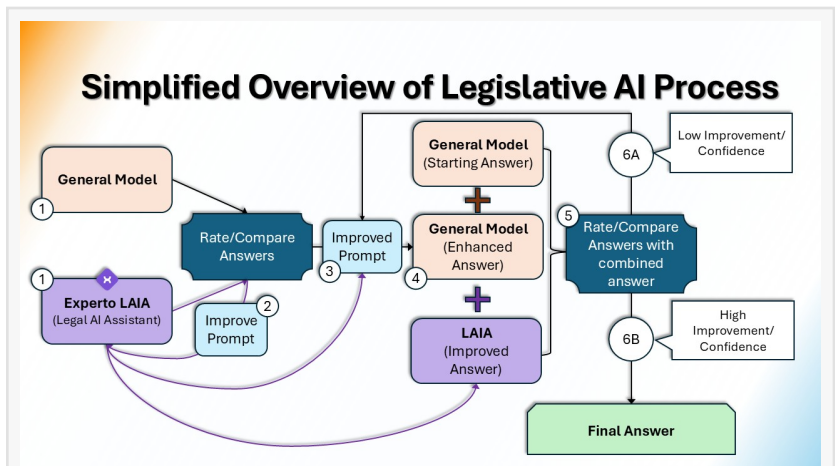 Simplified Overview of Legislative AI Process
General Model
1
1
Experto LAIA
(Legal AI Assistant)
Rate/Compare
Answers
2
Improve
Prompt
Improved
Prompt
3
General Model
(Starting Answer)
General Model
(Enhanced
Answer)
4
LAIA
(Improved
Answer)
5
Rate/Compare
Answers with
combined
answer
6A
Low Improvement/
Confidence
6B
High
Improvement/
Confidence
Final Answer